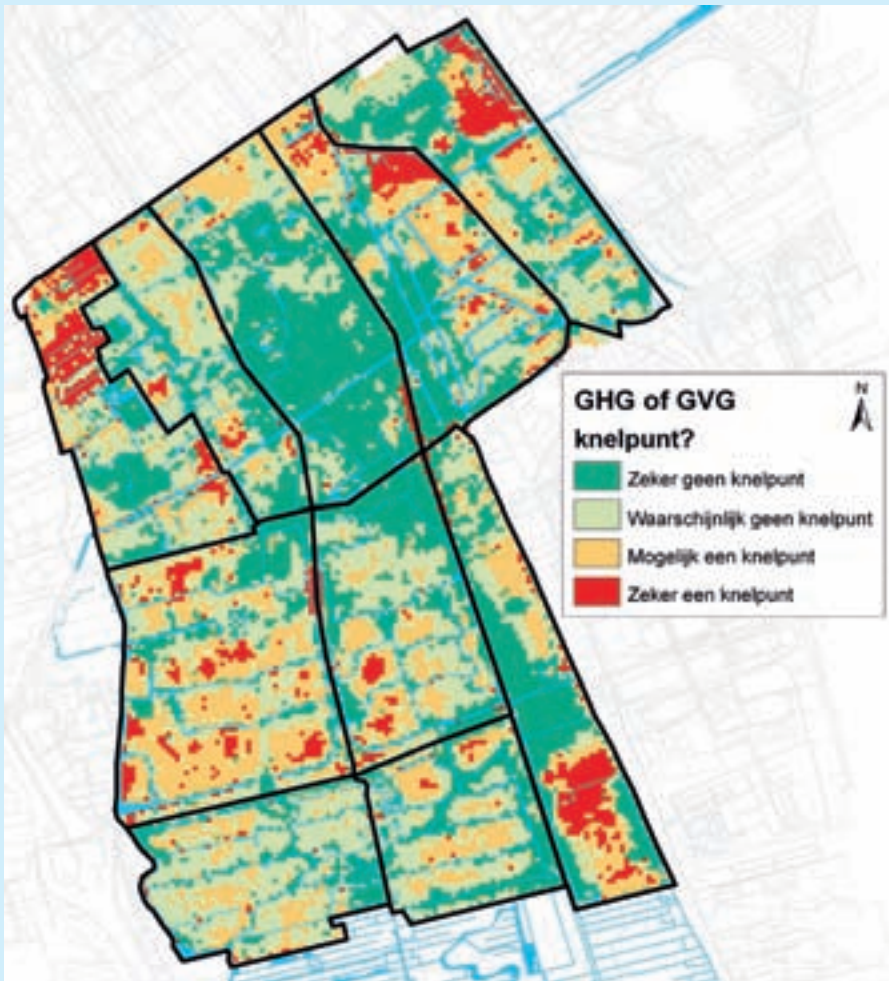 GHG of GVG
N
knelpunt?
Zeker geen knelpunt
Waarschijnlijk geen knelpunt
Mogelijk een knelpunt
Zeker een knelpunt